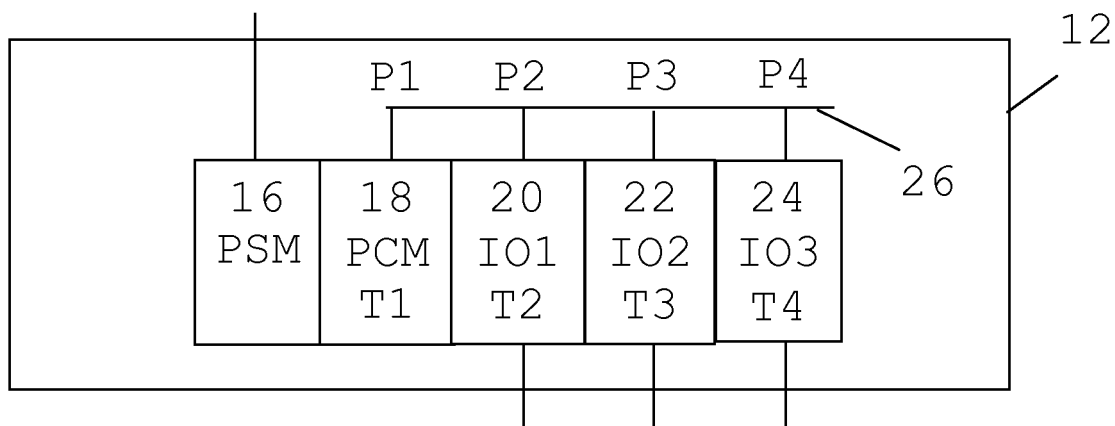 12
P1 P2 P3 P4
26
16 18 20 22 24
PSM PCM IO1 IO2 IO3
T1 T2 T3 T4